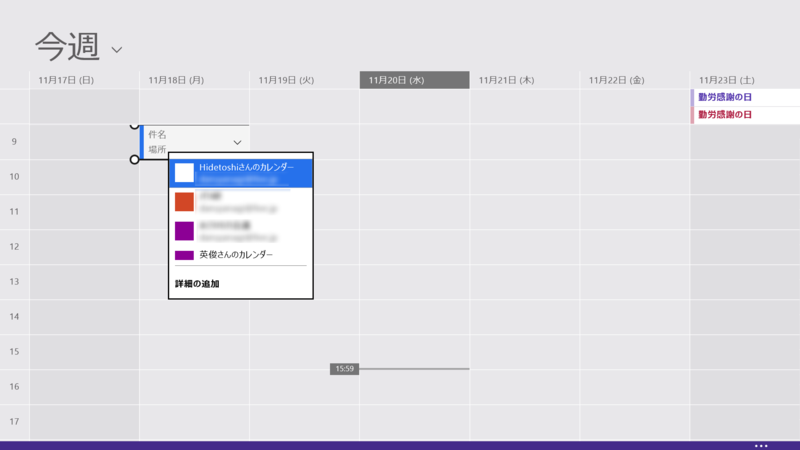 今週
11月17日 (日)
11月18日 (月)
11月19日 (火)
11月20日 (水)
11月21日 (木)
11月22日 (金)
11月23日 (土)
勤労感謝の日
勤労感謝の日
9
件名
場所
10
Hidetoshiさんのカレンダー
11
12
英俊さんのカレンダー
13
詳細の追加
14
15
15:59
16
17